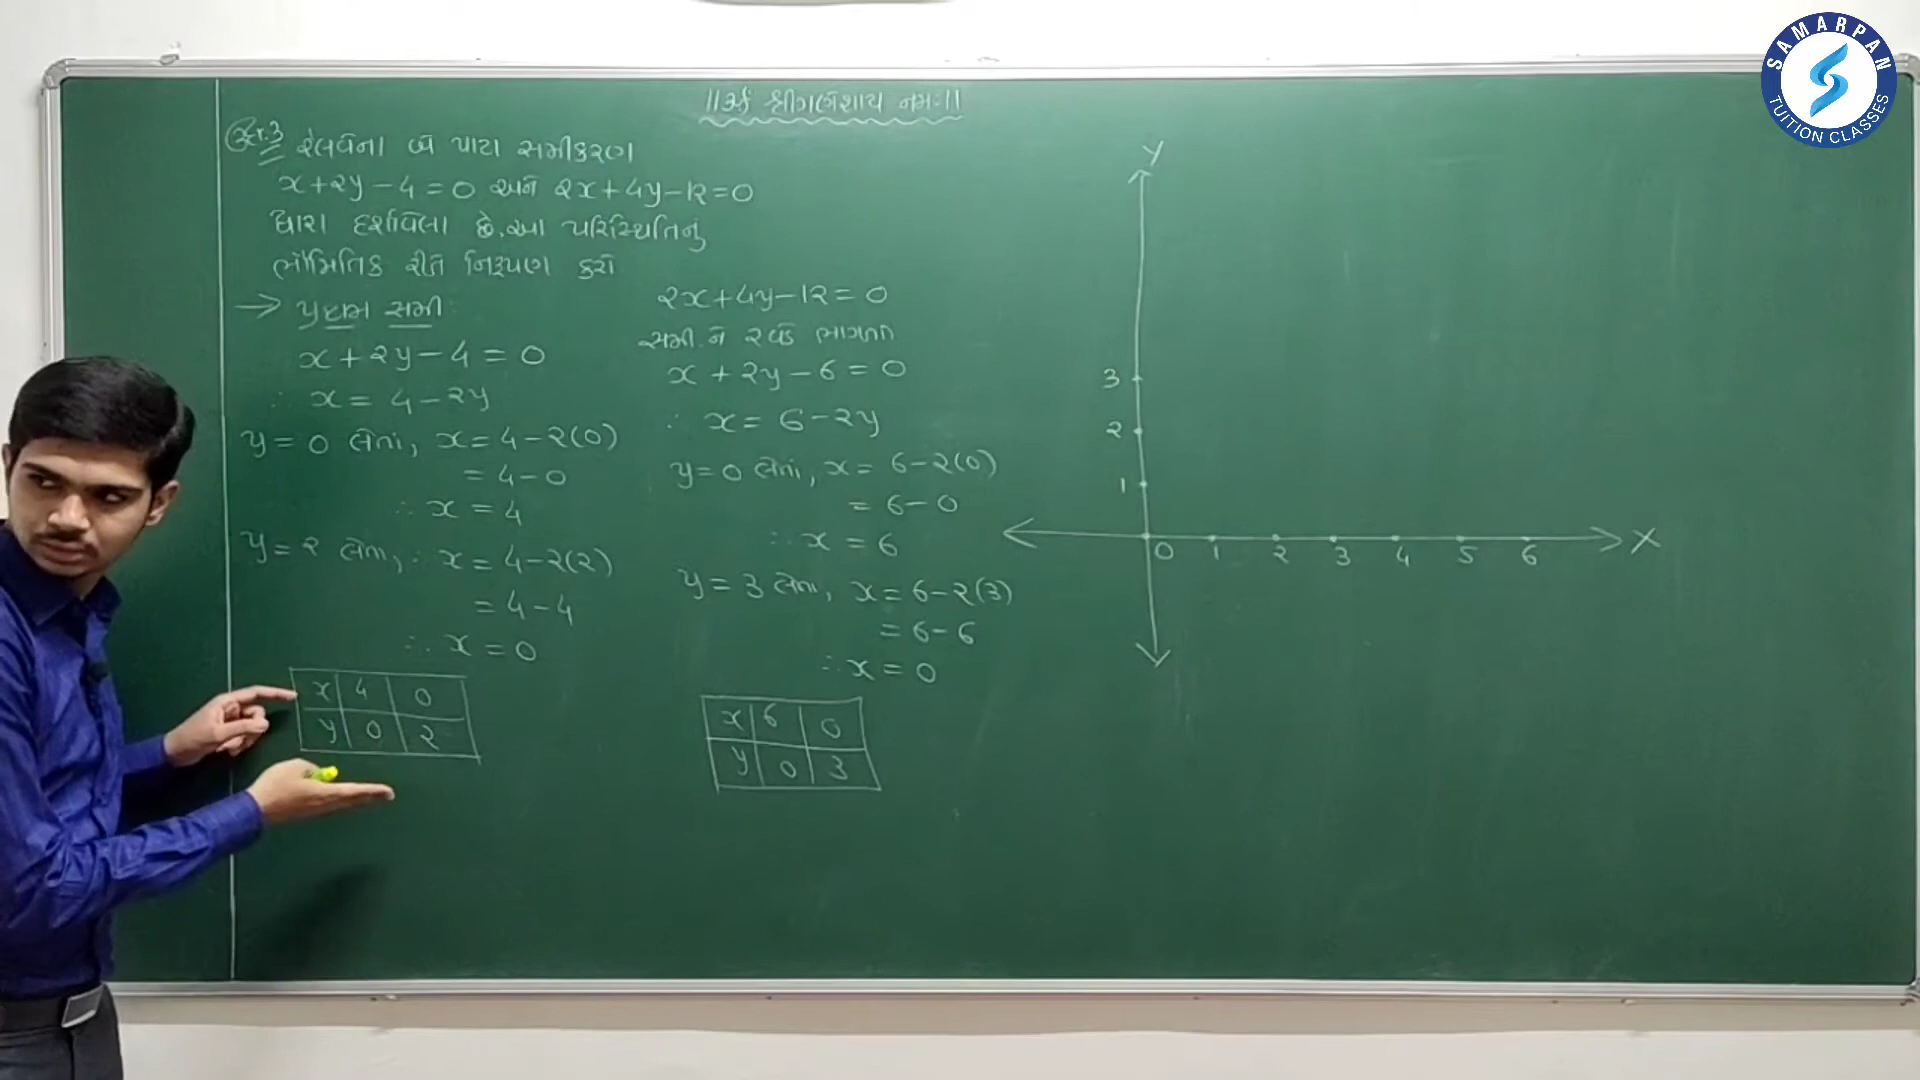 SAMARPAN
TUITION CLASSES
||ૐ શ્રીગણેશાય નમઃ||
ઉદા.3 રેલવેના બે પાટા સમીકરણ
x+2y-4=0 અને 2x+4y-12=0
દ્વારા દર્શાવેલા છે. આ પરિસ્થિતિનું
ભૌમિતિક રીતે નિરૂપણ કરો
→ પ્રથમ સમી.
x+2y-4=0
∴ x=4-2y
y=0 લેતાં, x=4-2(0)
=4-0
∴ x=4
y=2 લેતાં, ∴ x=4-2(2)
=4-4
∴ x=0
x 4 0
y 0 2
2x+4y-12=0
સમી.ને 2 વડે ભાગતાં
x+2y-6=0
∴ x=6-2y
y=0 લેતાં, x=6-2(0)
=6-0
∴ x=6
y=3 લેતાં, x=6-2(3)
=6-6
∴ x=0
x 6 0
y 0 3
Y
3
2
1
0 1 2 3 4 5 6 X